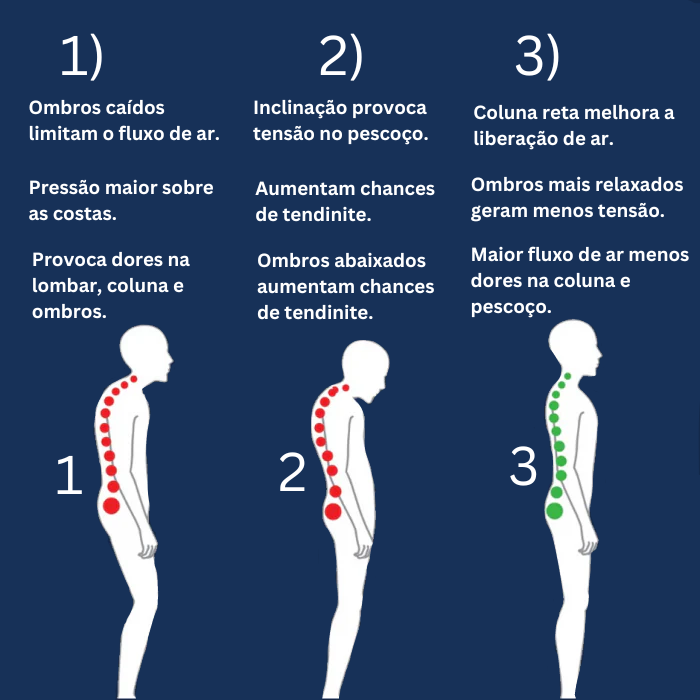 1)
Ombros caídos
limitam o fluxo de ar.
Pressão maior sobre
as costas.
Provoca dores na
lombar, coluna e
ombros.
1
2)
Inclinação provoca
tensão no pescoço.
Aumentam chances
de tendinite.
Ombros abaixados
aumentam chances
de tendinite.
2
3)
Coluna reta melhora a
liberação de ar.
Ombros mais relaxados
geram menos tensão.
Maior fluxo de ar menos
dores na coluna e
pescoço.
3